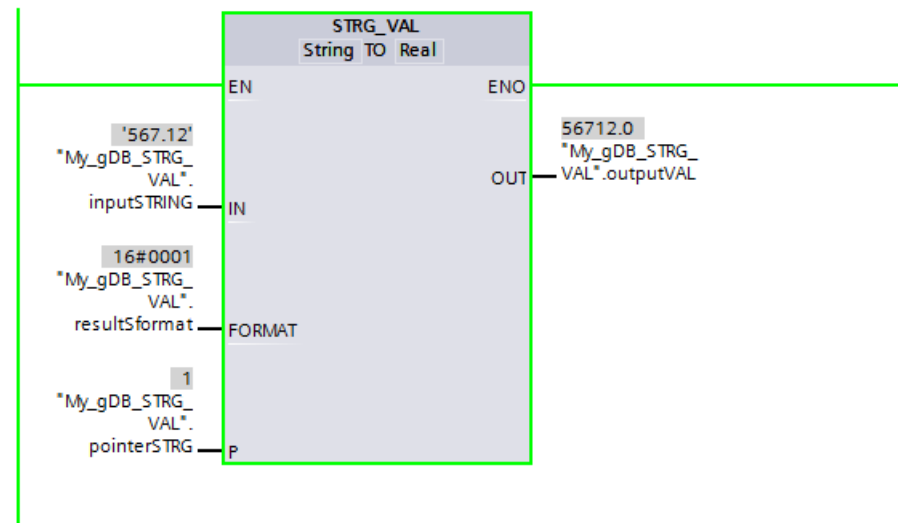 STRG_VAL
String TO Real
EN
ENO
'567.12'
"My_gDB_STRG_
VAL".
inputSTRING
IN
56712.0
"My_gDB_STRG_
VAL".outputVAL
OUT
16#0001
"My_gDB_STRG_
VAL".
resultSformat
FORMAT
1
"My_gDB_STRG_
VAL".
pointerSTRG
P